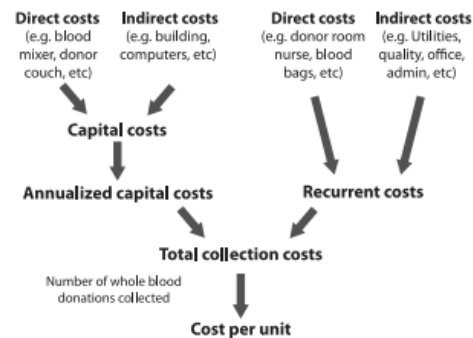 Direct costs
(e.g. blood
mixer, donor
couch, etc)
Indirect costs
(e.g. building,
computers, etc)
Direct costs
(e.g. donor room
nurse, blood
bags, etc)
Indirect costs
(e.g. Utilities,
quality, office,
admin, etc)
Capital costs
Annualized capital costs
Recurrent costs
Total collection costs
Number of whole blood
donations collected
Cost per unit